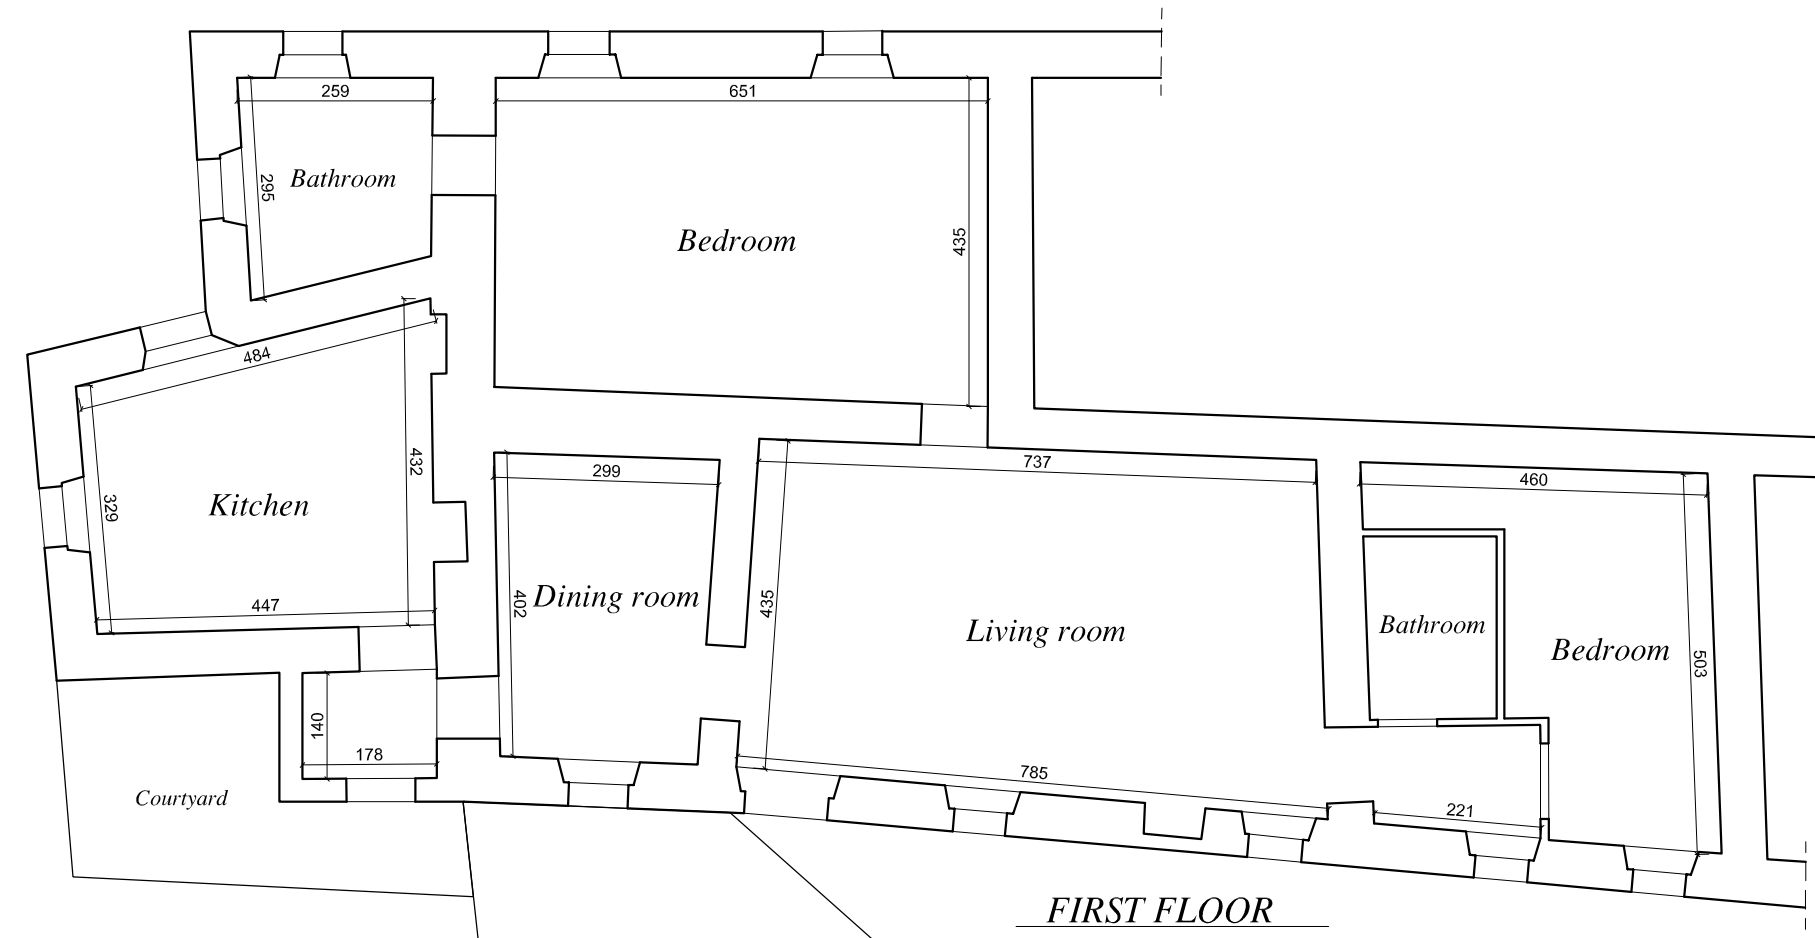 259
651
295
Bathroom
435
Bedroom
484
432
737
299
460
329
Kitchen
402
Dining room
435
447
Living room
Bathroom
Bedroom
503
140
178
785
Courtyard
221
FIRST FLOOR